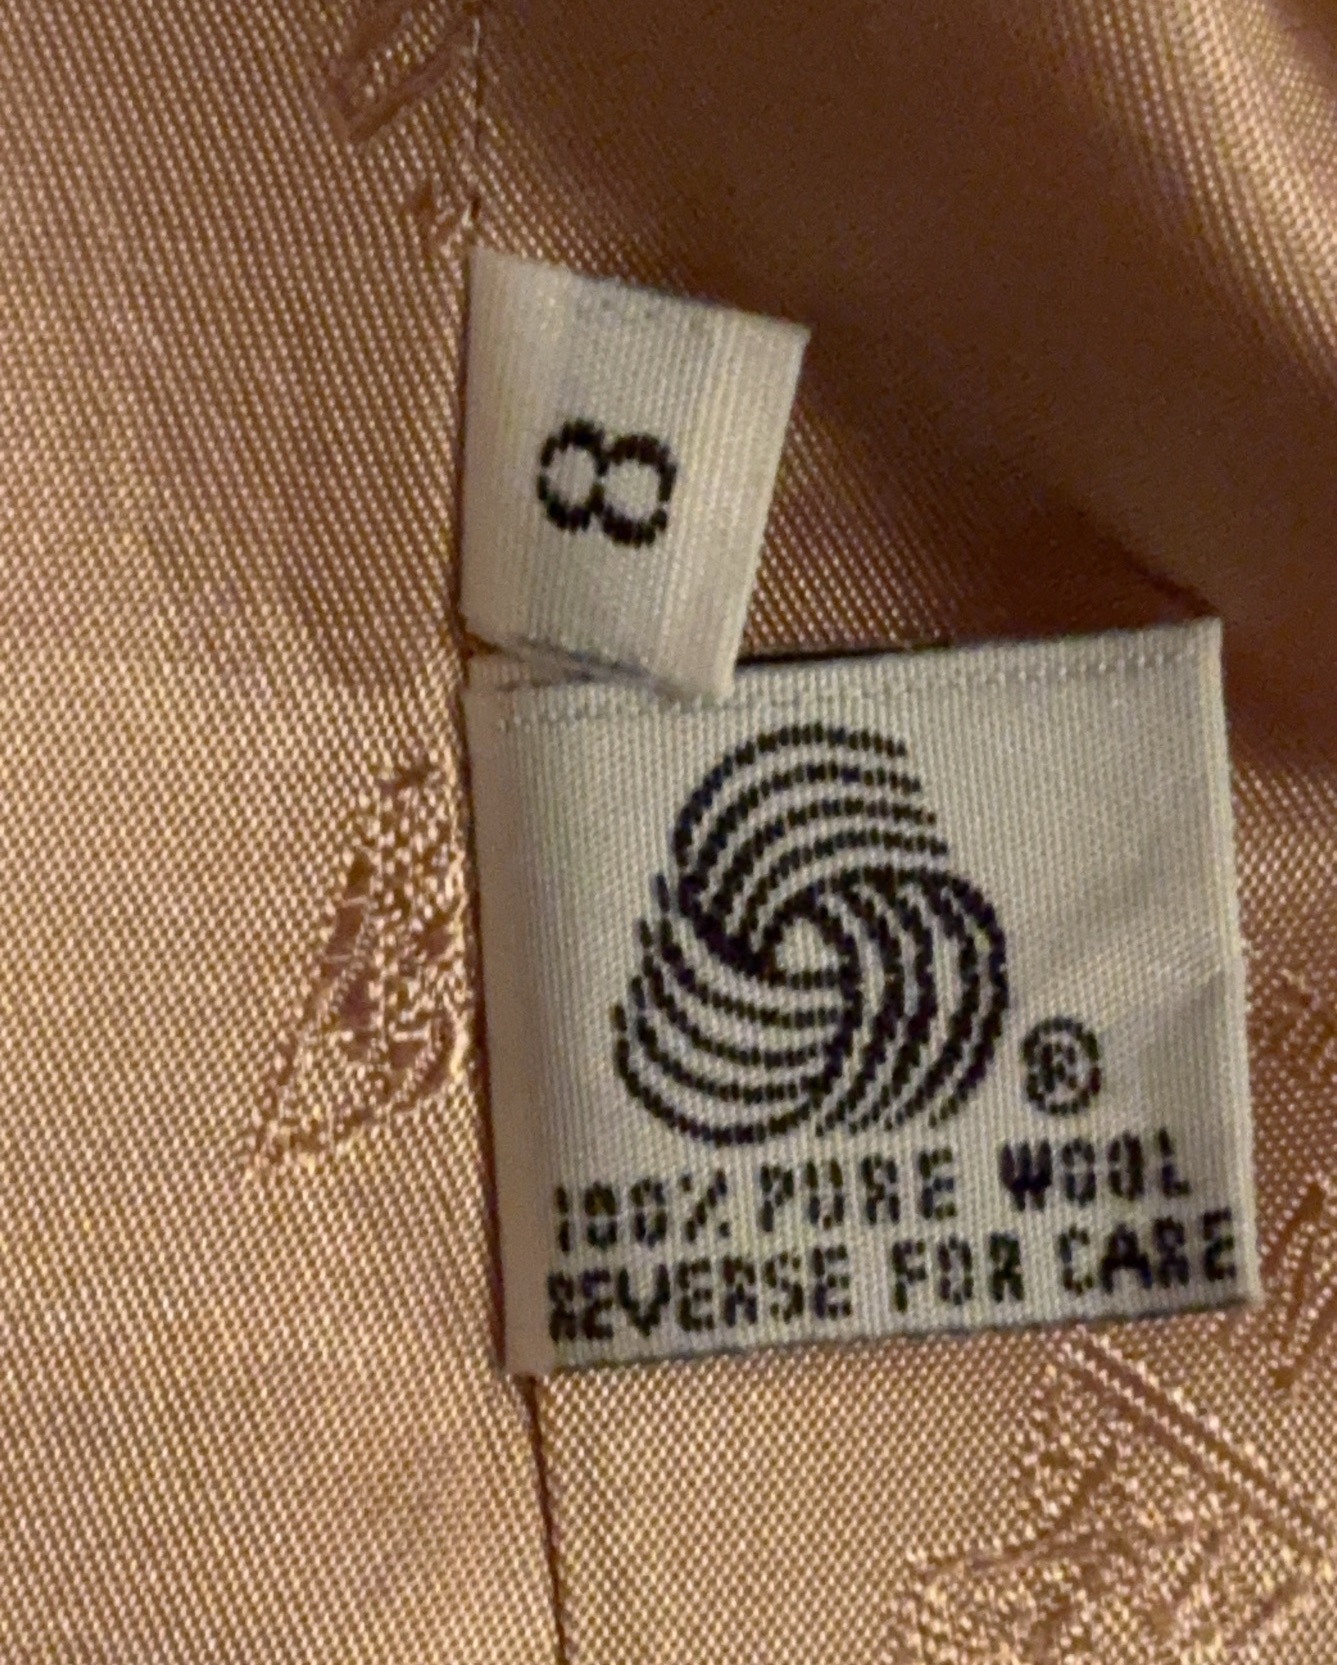 8
®
100% PURE WOOL
REVERSE FOR CARE